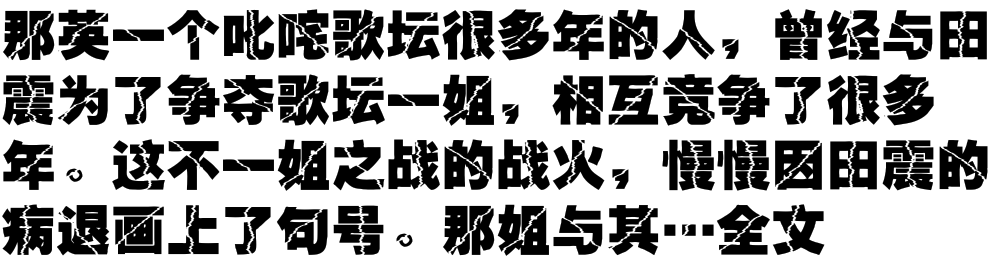 那英一个叱咤歌坛很多年的人，曾经与田
震为了争夺歌坛一姐，相互竞争了很多
年。这不一姐之战的战火，慢慢因田震的
病退画上了句号。那姐与其…全文